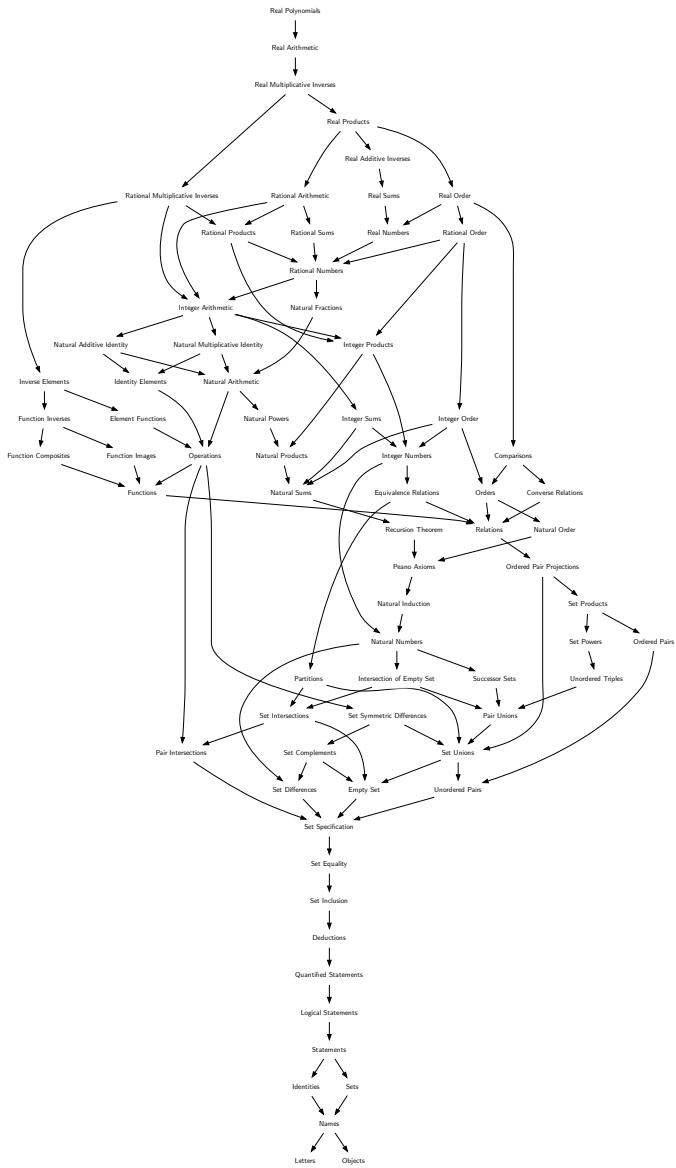 Real Polynomials
Real Arithmetic
Real Multiplicative Inverses
Real Products
Real Additive Inverses
Rational Multiplicative Inverses
Rational Arithmetic
Real Sums
Real Order
Rational Products
Rational Sums
Real Numbers
Rational Order
Rational Numbers
Integer Arithmetic
Natural Fractions
Natural Additive Identity
Natural Multiplicative Identity
Integer Products
Inverse Elements
Identity Elements
Natural Arithmetic
Function Inverses
Element Functions
Natural Powers
Integer Sums
Integer Order
Function Composites
Function Images
Operations
Natural Products
Integer Numbers
Comparisons
Functions
Natural Sums
Equivalence Relations
Orders
Converse Relations
Recursion Theorem
Relations
Natural Order
Peano Axioms
Ordered Pair Projections
Natural Induction
Set Products
Natural Numbers
Set Powers
Ordered Pairs
Partitions
Intersection of Empty Set
Successor Sets
Unordered Triples
Set Intersections
Set Symmetric Differences
Pair Unions
Pair Intersections
Set Complements
Set Unions
Set Differences
Empty Set
Unordered Pairs
Set Specification
Set Equality
Set Inclusion
Deductions
Quantified Statements
Logical Statements
Statements
Identities
Sets
Names
Letters
Objects